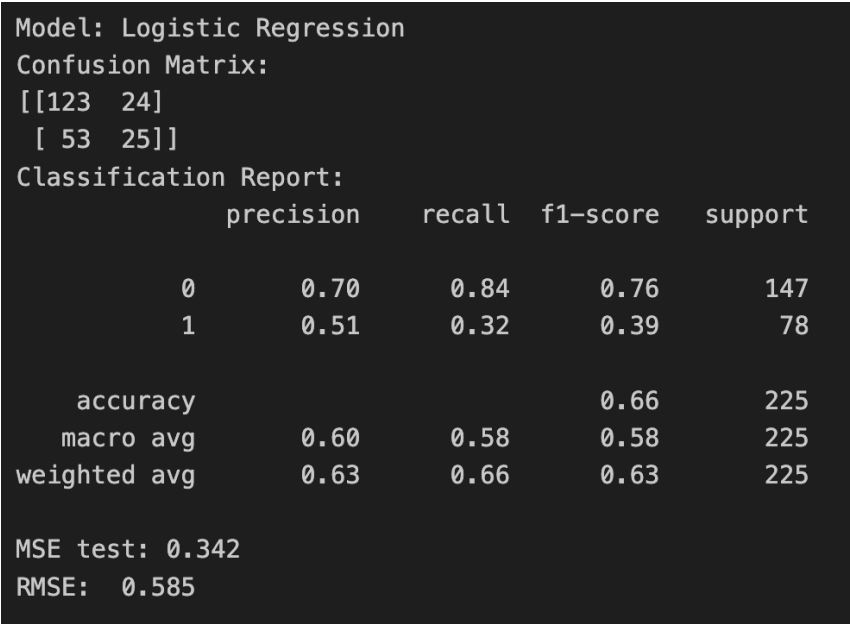 Model: Logistic Regression
Confusion Matrix:
[[123  24]
 [ 53  25]]
Classification Report:
              precision    recall  f1-score   support

           0       0.70      0.84      0.76       147
           1       0.51      0.32      0.39        78

    accuracy                           0.66       225
   macro avg       0.60      0.58      0.58       225
weighted avg       0.63      0.66      0.63       225

MSE test: 0.342
RMSE:  0.585